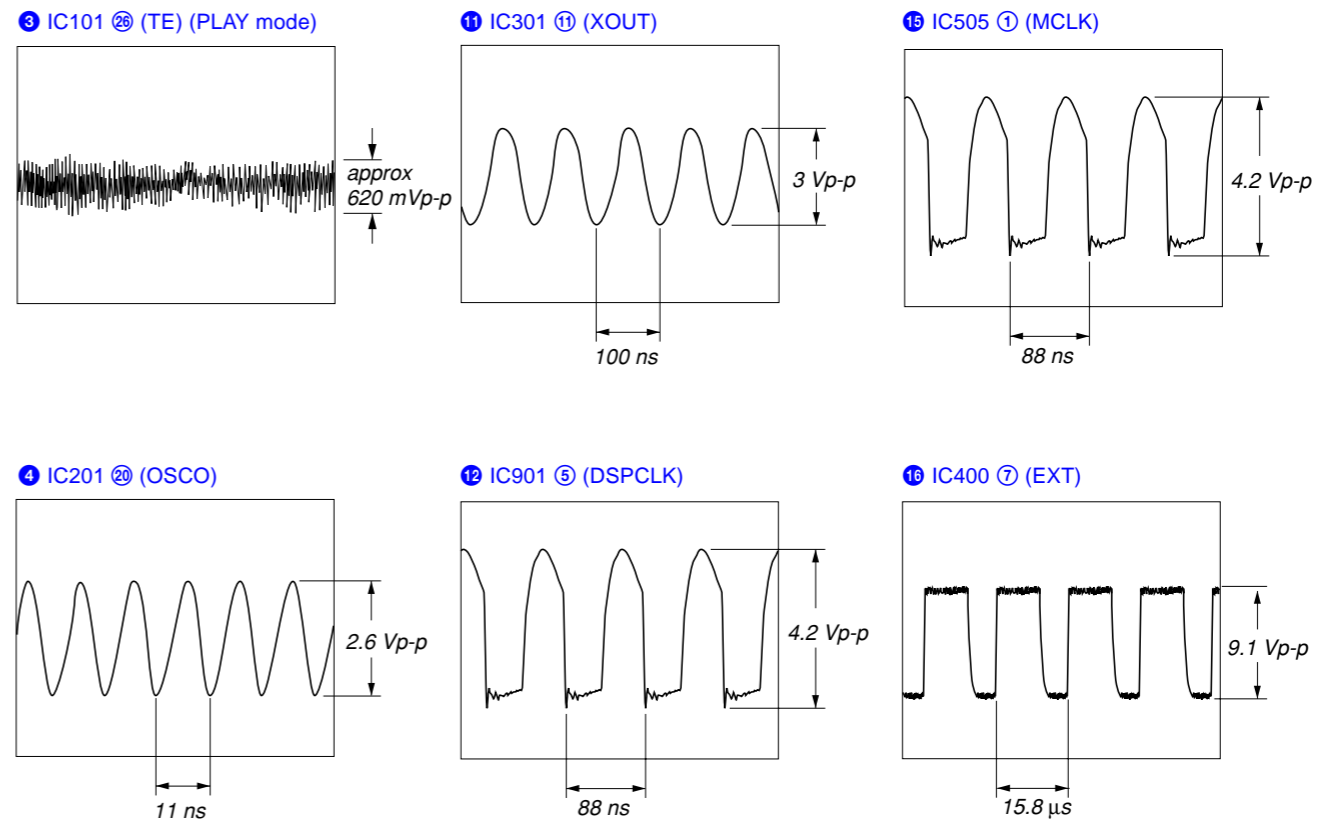 ❸ IC101 ㉖ (TE) (PLAY mode)
approx
620 mVp-p
⓫ IC301 ⑪ (XOUT)
3 Vp-p
100 ns
⓯ IC505 ① (MCLK)
4.2 Vp-p
88 ns
❹ IC201 ⑳ (OSCO)
2.6 Vp-p
11 ns
⓬ IC901 ⑤ (DSPCLK)
4.2 Vp-p
88 ns
⓰ IC400 ⑦ (EXT)
9.1 Vp-p
15.8 µs